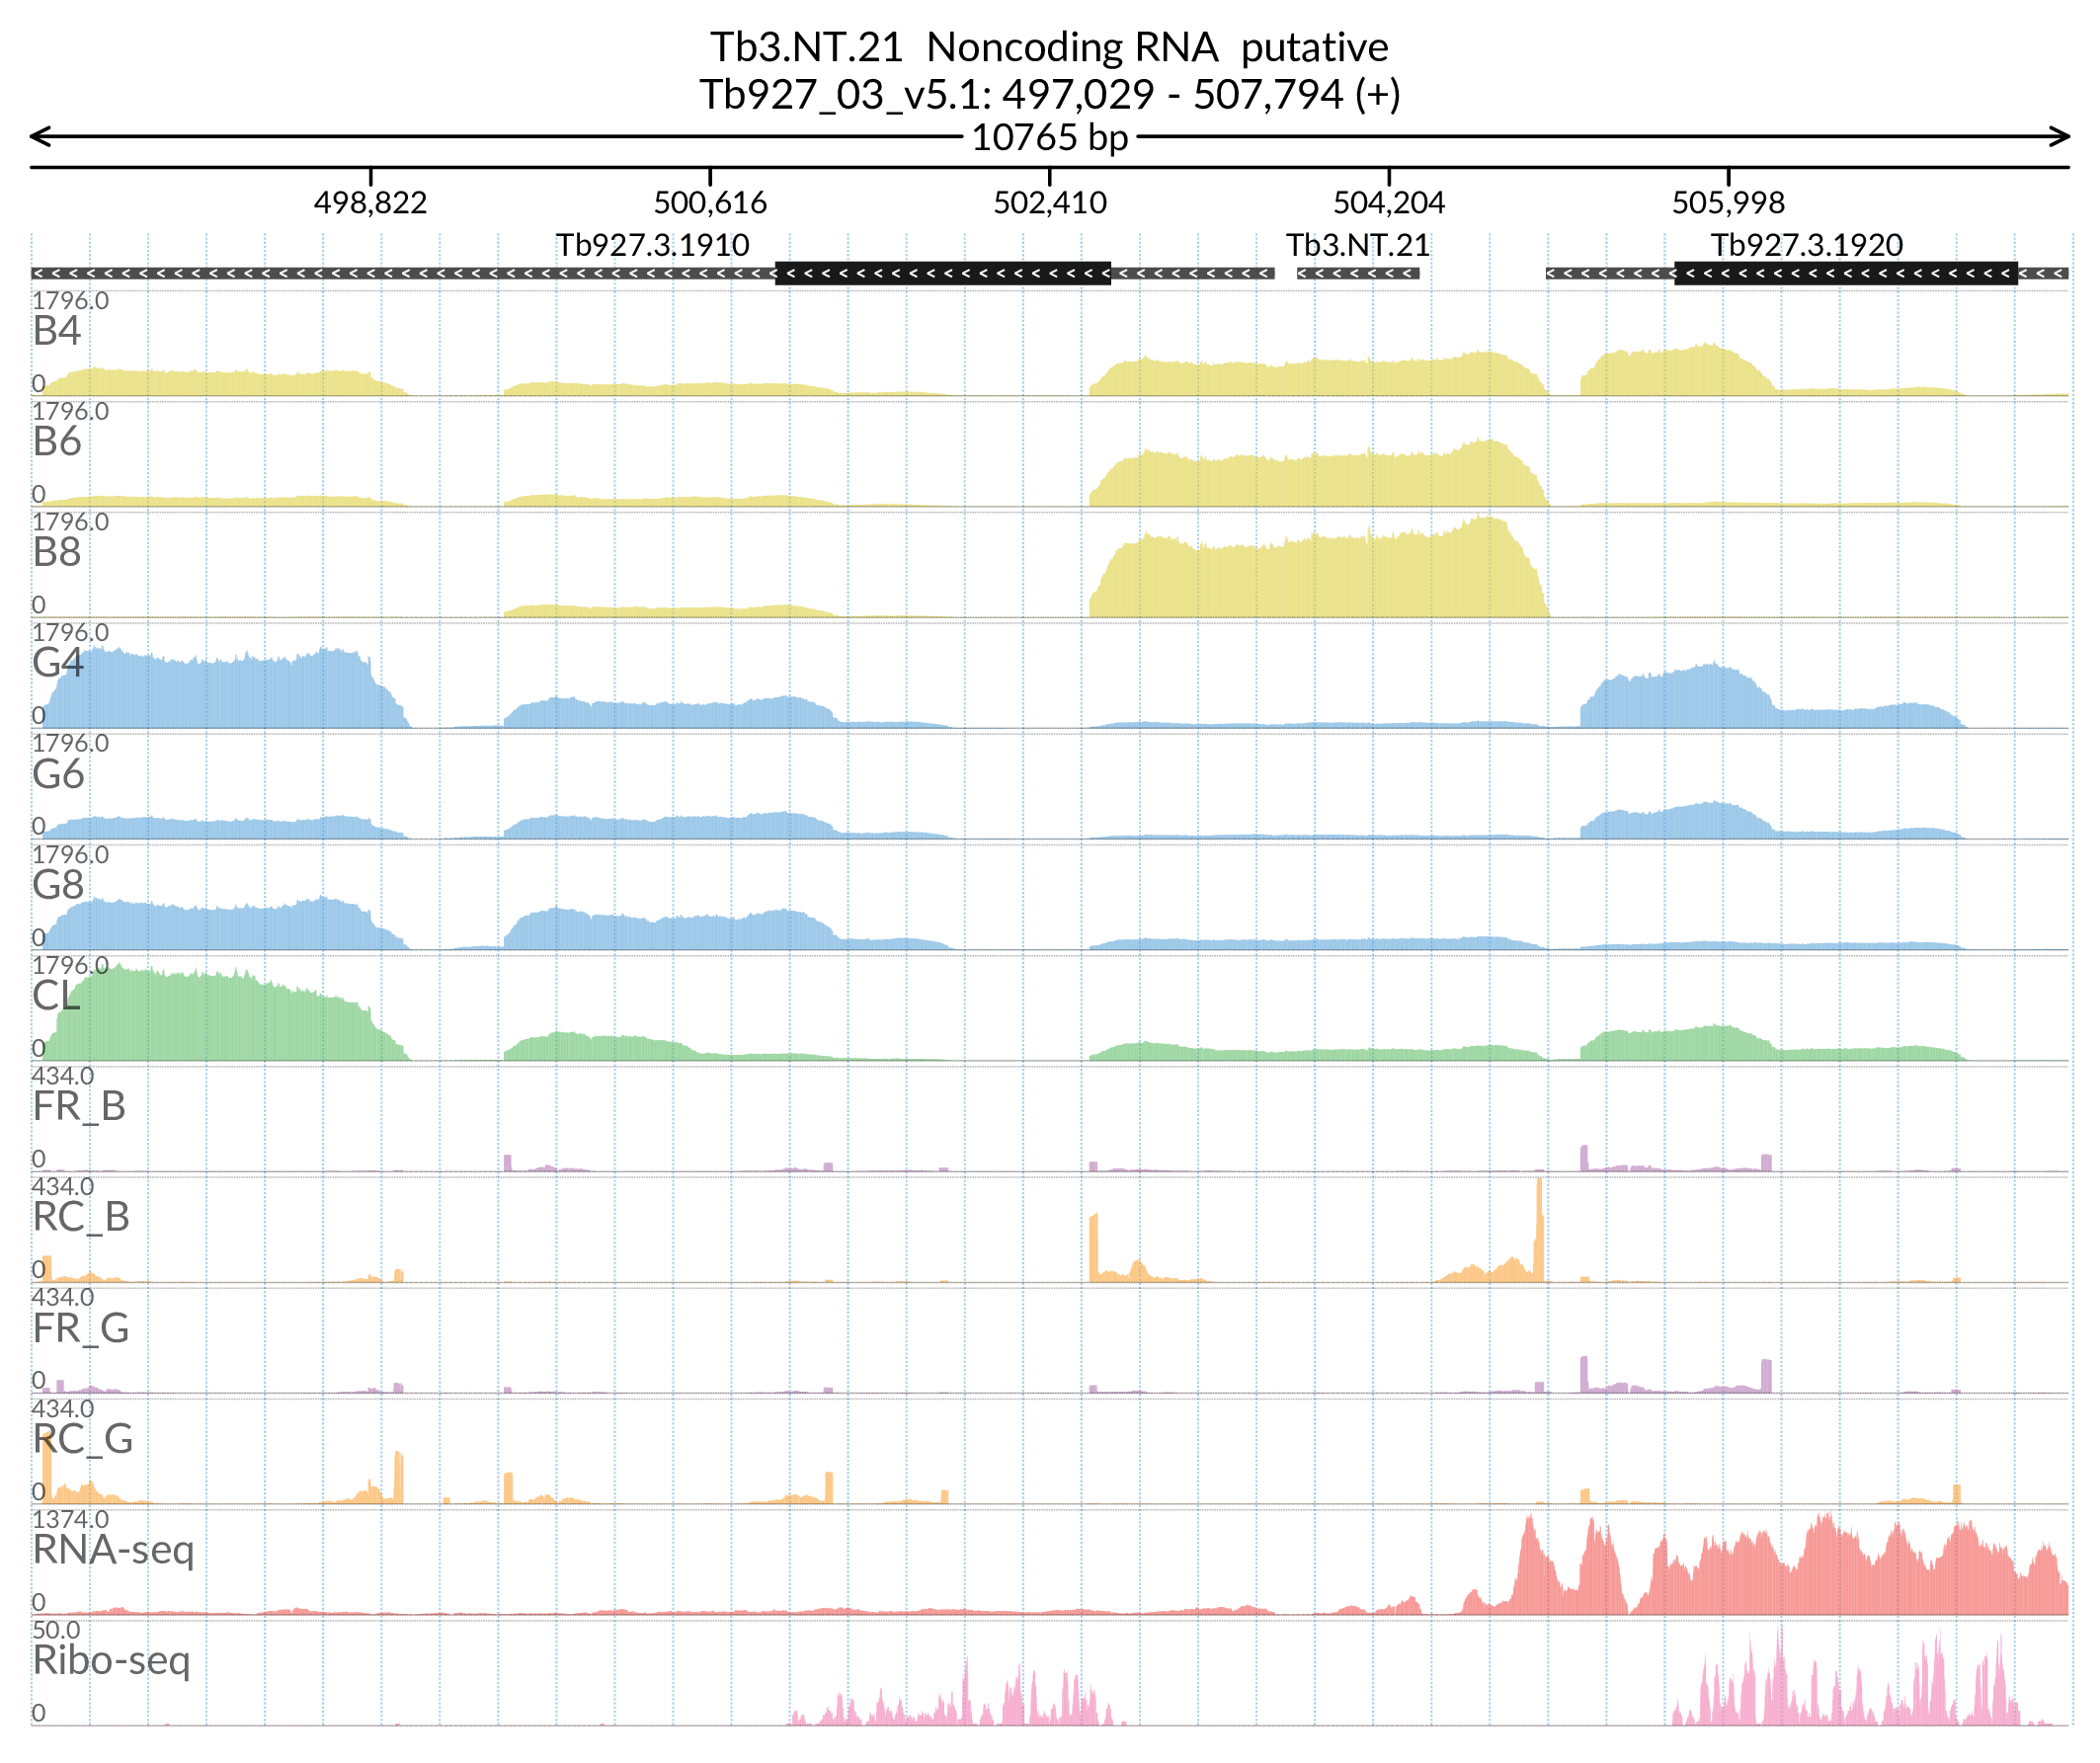 Tb3.NT.21 Noncoding RNA putative
Tb927_03_v5.1: 497,029 - 507,794 (+)
10765 bp
498,822 500,616 502,410 504,204 505,998
Tb927.3.1910 Tb3.NT.21 Tb927.3.1920
1796.0
B4
0
1796.0
B6
0
1796.0
B8
0
1796.0
G4
0
1796.0
G6
0
1796.0
G8
0
1796.0
CL
0
434.0
FR_B
0
434.0
RC_B
0
434.0
FR_G
0
434.0
RC_G
0
1374.0
RNA-seq
0
50.0
Ribo-seq
0